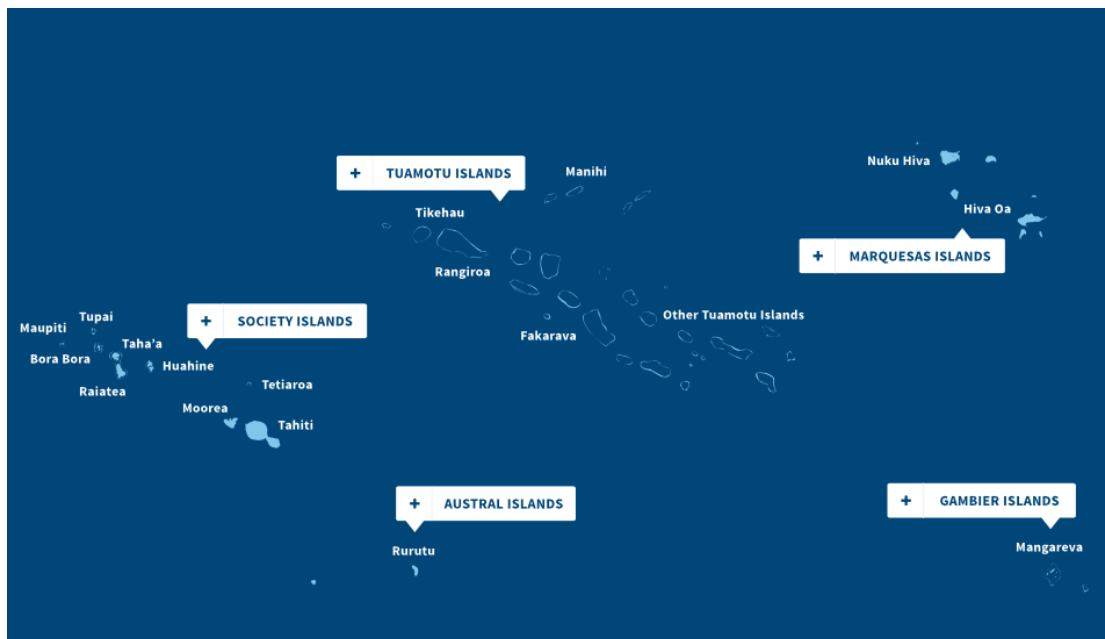 Nuku Hiva
+ TUAMOTU ISLANDS
Manihi
Tikehau
Hiva Oa
+ MARQUESAS ISLANDS
Rangiroa
Other Tuamotu Islands
Tupai
+ SOCIETY ISLANDS
Maupiti
Fakarava
Taha’a
Bora Bora
Huahine
Raiatea
Tetiaroa
Moorea
Tahiti
+ AUSTRAL ISLANDS
+ GAMBIER ISLANDS
Rurutu
Mangareva